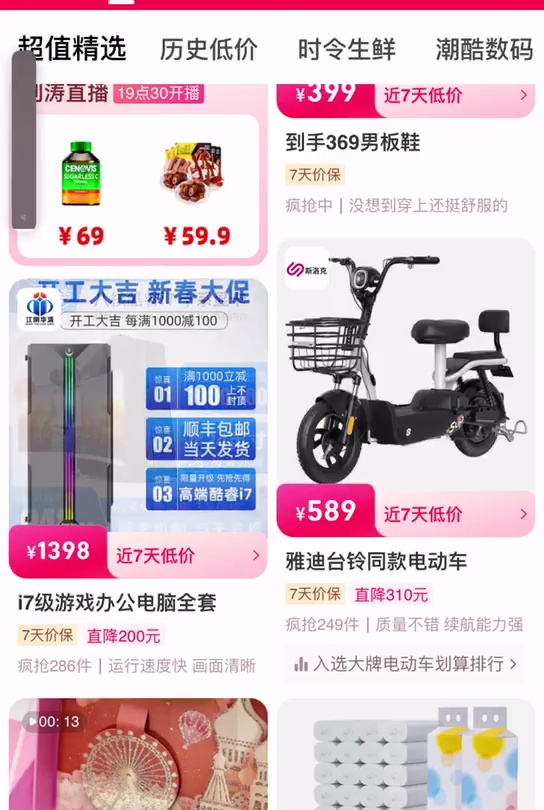 超值精选
历史低价
时令生鲜
潮酷数码
涛直播
19点30开播
CENOVIS
SUGARLESS C
¥69
¥59.9
¥399
近7天低价
到手369男板鞋
7天价保
疯抢中|没想到穿上还挺舒服的
开工大吉 新春大促
江南华清
开工大吉 每满1000减100
惊喜
01
满1000立减
100
上不
封顶
惊喜
02
顺丰包邮
当天发货
惊喜
03
限量升级 先抢先得
高端酷睿i7
¥1398
近7天低价
i7级游戏办公电脑全套
7天价保
直降200元
疯抢286件|运行速度快 画面清晰
斯洛克
¥589
近7天低价
雅迪台铃同款电动车
7天价保
直降310元
疯抢249件|质量不错 续航能力强
入选大牌电动车划算排行
00: 13